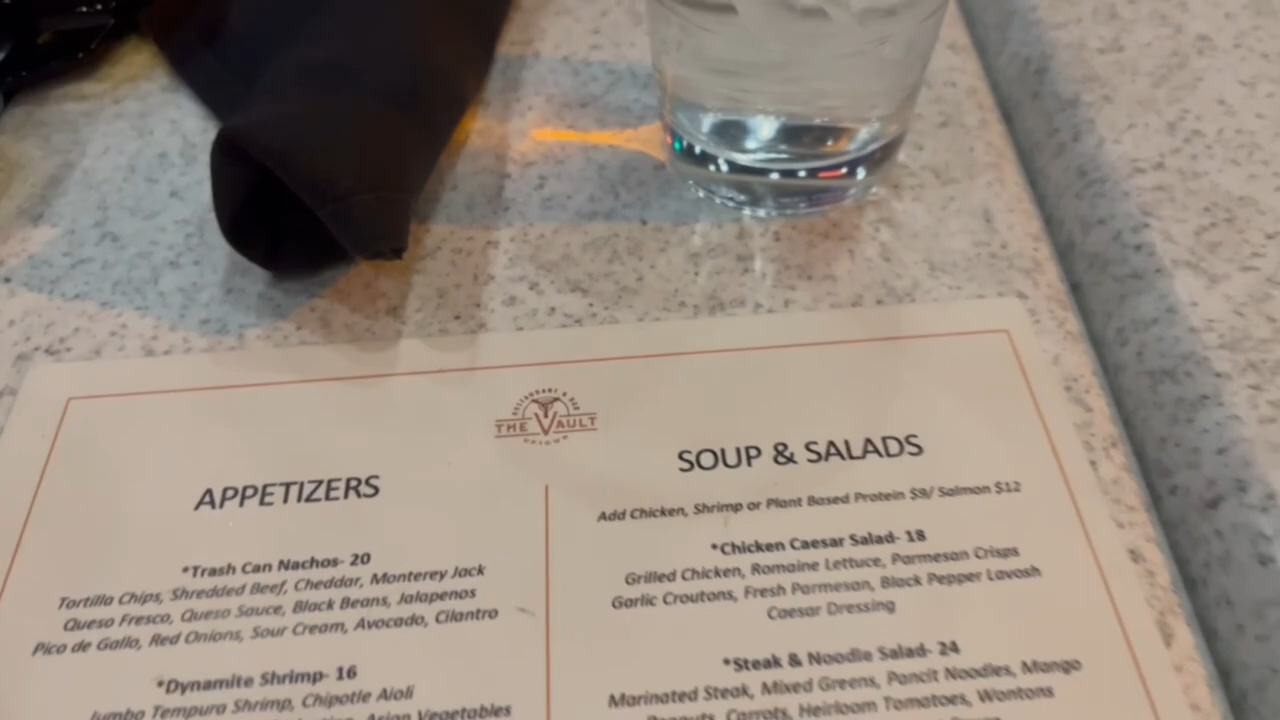 RESTAURANT & BAR
THE VAULT
UPTOWN
APPETIZERS
*Trash Can Nachos- 20
Tortilla Chips, Shredded Beef, Cheddar, Monterey Jack
Queso Fresco, Queso Sauce, Black Beans, Jalapenos
Pico de Gallo, Red Onions, Sour Cream, Avocado, Cilantro
*Dynamite Shrimp- 16
Jumbo Tempura Shrimp, Chipotle Aioli
Asian Vegetables
SOUP & SALADS
Add Chicken, Shrimp or Plant Based Protein $9/ Salmon $12
*Chicken Caesar Salad- 18
Grilled Chicken, Romaine Lettuce, Parmesan Crisps
Garlic Croutons, Fresh Parmesan, Black Pepper Lavash
Caesar Dressing
*Steak & Noodle Salad- 24
Marinated Steak, Mixed Greens, Pancit Noodles, Mango
Peanuts, Carrots, Heirloom Tomatoes, Wontons